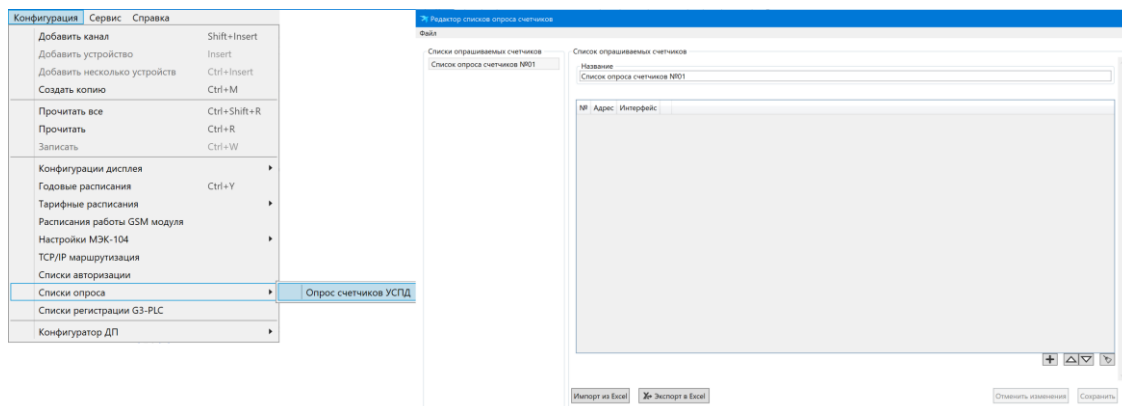 Конфигурация Сервис Справка
Добавить канал Shift+Insert
Добавить устройство Insert
Добавить несколько устройств Ctrl+Insert
Создать копию Ctrl+M
Прочитать все Ctrl+Shift+R
Прочитать Ctrl+R
Записать Ctrl+W
Конфигурации дисплея
Годовые расписания Ctrl+Y
Тарифные расписания
Расписания работы GSM модуля
Настройки МЭК-104
TCP/IP маршрутизация
Списки авторизации
Списки опроса
Опрос счетчиков УСПД
Списки регистрации G3-PLC
Конфигуратор ДП
Редактор списков опроса счетчиков
Файл
Списки опрашиваемых счетчиков
Список опроса счетчиков №01
Список опрашиваемых счетчиков
Название
Список опроса счетчиков №01
№ Адрес Интерфейс
Импорт из Excel Экспорт в Excel Отменить изменения Сохранить